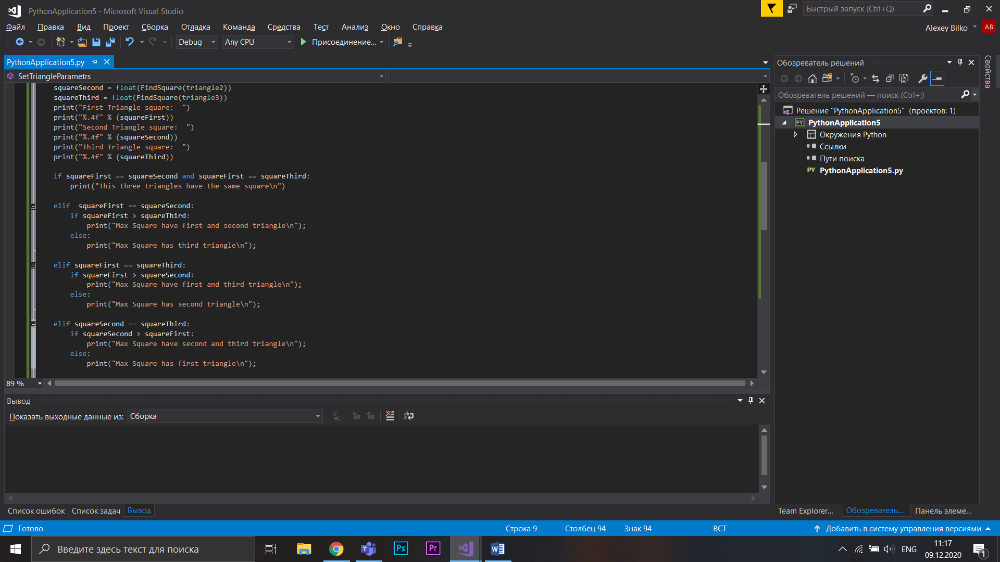 PythonApplication5 - Microsoft Visual Studio
Быстрый запуск (Ctrl+Q)
Файл Правка Вид Проект Сборка Отладка Команда Средства Тест Анализ Окно Справка
Alexey Bilko AB
Debug Any CPU Присоединение...
PythonApplication5.py
SetTriangleParametrs
squareSecond = float(FindSquare(triangle2))
squareThird = float(FindSquare(triangle3))
print("First Triangle square:  ")
print("%.4f" % (squareFirst))
print("Second Triangle square:  ")
print("%.4f" % (squareSecond))
print("Third Triangle square:  ")
print("%.4f" % (squareThird))
if squareFirst == squareSecond and squareFirst == squareThird:
print("This three triangles have the same square\n")
elif  squareFirst == squareSecond:
if squareFirst > squareThird:
print("Max Square have first and second triangle\n");
else:
print("Max Square has third triangle\n");
elif squareFirst == squareThird:
if squareFirst > squareSecond:
print("Max Square have first and third triangle\n");
else:
print("Max Square has second triangle\n");
elif squareSecond == squareThird:
if squareSecond > squareFirst:
print("Max Square have second and third triangle\n");
else:
print("Max Square has first triangle\n");
89 %
Вывод
Показать выходные данные из: Сборка
Список ошибок Список задач Вывод
Обозреватель решений
Обозреватель решений — поиск (Ctrl+;)
Решение "PythonApplication5" (проектов: 1)
PY PythonApplication5
Окружения Python
Ссылки
Пути поиска
PY PythonApplication5.py
Team Explorer... Обозреватель... Панель элеме...
Свойства
Готово Строка 9 Столбец 94 Знак 94 ВСТ Добавить в систему управления версиями
Введите здесь текст для поиска
Ps Pr
ENG
11:17
09.12.2020
1